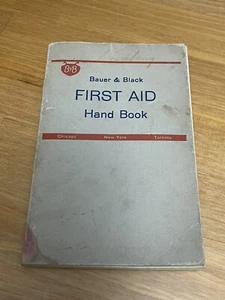 B&B
Bauer & Black
FIRST AID
Hand Book
Chicago New York Toronto